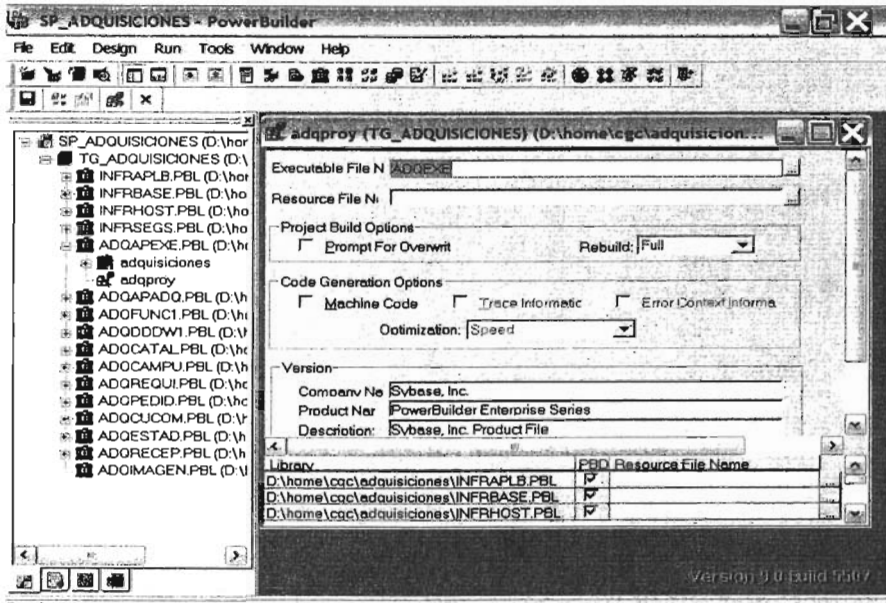 SP_ADQUISICIONES - PowerBuilder
File Edit Design Run Tools Window Help
SP_ADQUISICIONES (D:\hor
TG_ADQUISICIONES (D:\
INFRAPLB.PBL (D:\hor
INFRBASE.PBL (D:\ho
INFRHOST.PBL (D:\ho
INFRSEGS.PBL (D:\ho
ADQAPEXE.PBL (D:\h
adquisiciones
adqproy
ADQAPADQ.PBL (D:\h
ADQFUNC1.PBL (D:\h
ADQDDDW1.PBL (D:\
ADQCATAL.PBL (D:\hc
ADQCAMPU.PBL (D:\hc
ADQREQUI.PBL (D:\hc
ADQPEDID.PBL (D:\hc
ADQCUCOM.PBL (D:\
ADQESTAD.PBL (D:\h
ADQRECEP.PBL (D:\h
ADQIMAGEN.PBL (D:\
adqproy (TG_ADQUISICIONES) (D:\home\cgc\adquisicion...
Executable File N ADQEXE
Resource File N
Project Build Options
Prompt For Overwrit Rebuild: Full
Code Generation Options
Machine Code Trace Informatic Error Context Informa
Optimization: Speed
Version
Company Na Sybase, Inc.
Product Nar PowerBuilder Enterprise Series
Description: Sybase, Inc. Product File
Library PBD Resource File Name
D:\home\cgc\adquisiciones\INFRAPLB.PBL
D:\home\cgc\adquisiciones\INFRBASE.PBL
D:\home\cgc\adquisiciones\INFRHOST.PBL
Version 9.0 Build 5507